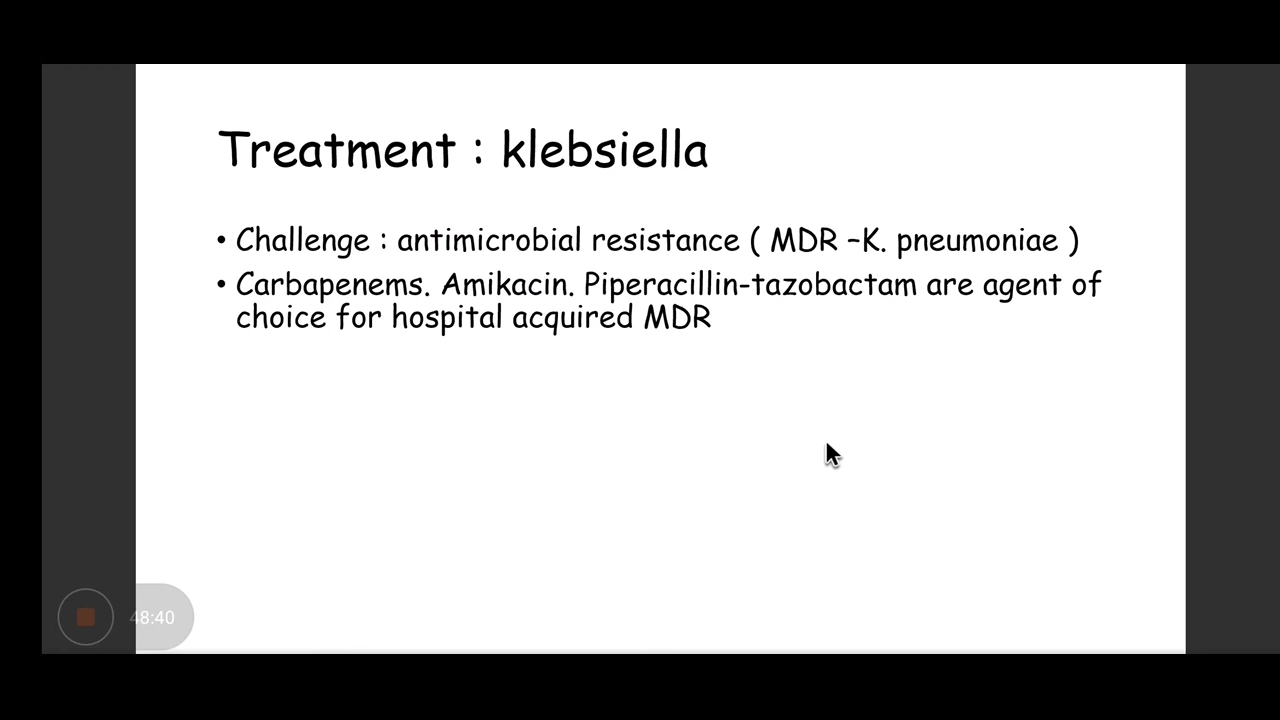 Treatment : klebsiella
• Challenge : antimicrobial resistance ( MDR –K. pneumoniae )
• Carbapenems. Amikacin. Piperacillin-tazobactam are agent of
choice for hospital acquired MDR
48:40